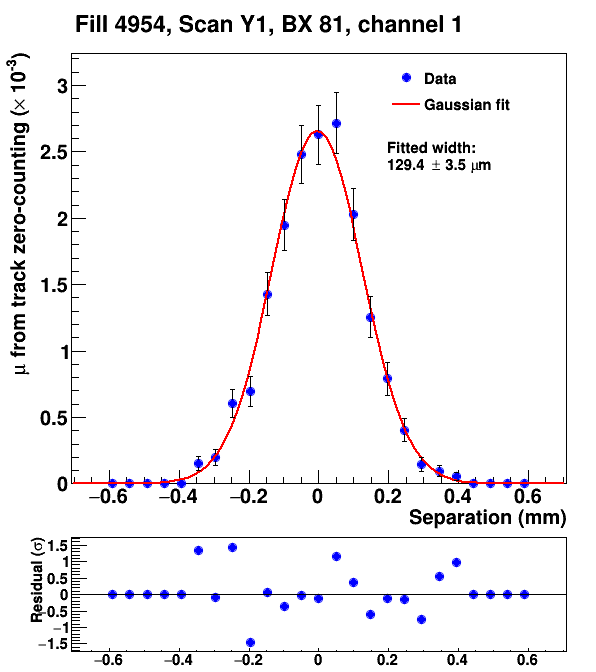 Fill 4954, Scan Y1, BX 81, channel 1
μ from track zero-counting (× 10⁻³)
3
2.5
2
1.5
1
0.5
0
Data
Gaussian fit
Fitted width:
129.4 ± 3.5 μm
−0.6 −0.4 −0.2 0 0.2 0.4 0.6
Separation (mm)
Residual (σ)
1.5
1
0.5
0
−0.5
−1
−1.5
−0.6 −0.4 −0.2 0 0.2 0.4 0.6